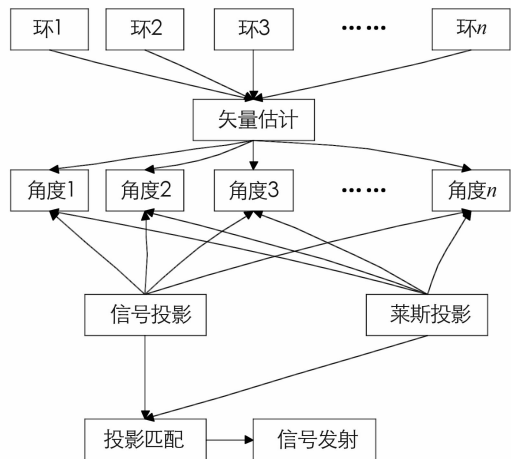 环1 环2 环3 …… 环n
矢量估计
角度1 角度2 角度3 …… 角度n
信号投影 莱斯投影
投影匹配 信号发射